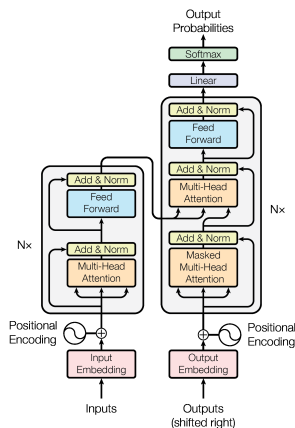 Output
Probabilities
Softmax
Linear
Add & Norm
Feed
Forward
Add & Norm
Multi-Head
Attention
Add & Norm
Masked
Multi-Head
Attention
N×
Positional
Encoding
Output
Embedding
Outputs
(shifted right)
Add & Norm
Feed
Forward
Add & Norm
Multi-Head
Attention
N×
Positional
Encoding
Input
Embedding
Inputs